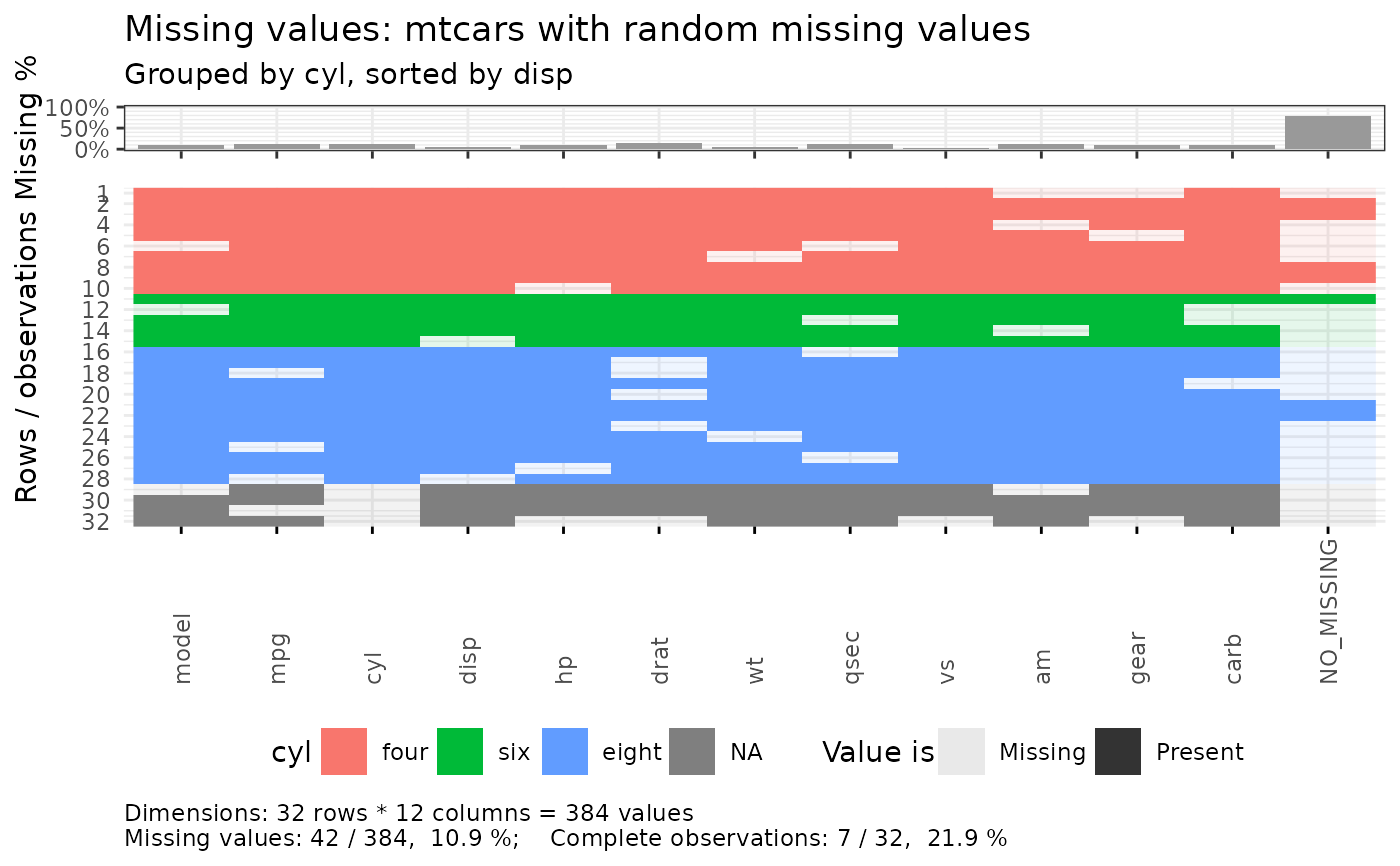 Missing values: mtcars with random missing values
Grouped by cyl, sorted by disp
Missing %
100%
50%
0%
Rows / observations
1
2
4
6
8
10
12
14
16
18
20
22
24
26
28
30
32
model mpg cyl disp hp drat wt qsec vs am gear carb NO_MISSING
cyl four six eight NA Value is Missing Present
Dimensions: 32 rows * 12 columns = 384 values
Missing values: 42 / 384,  10.9 %;    Complete observations: 7 / 32,  21.9 %